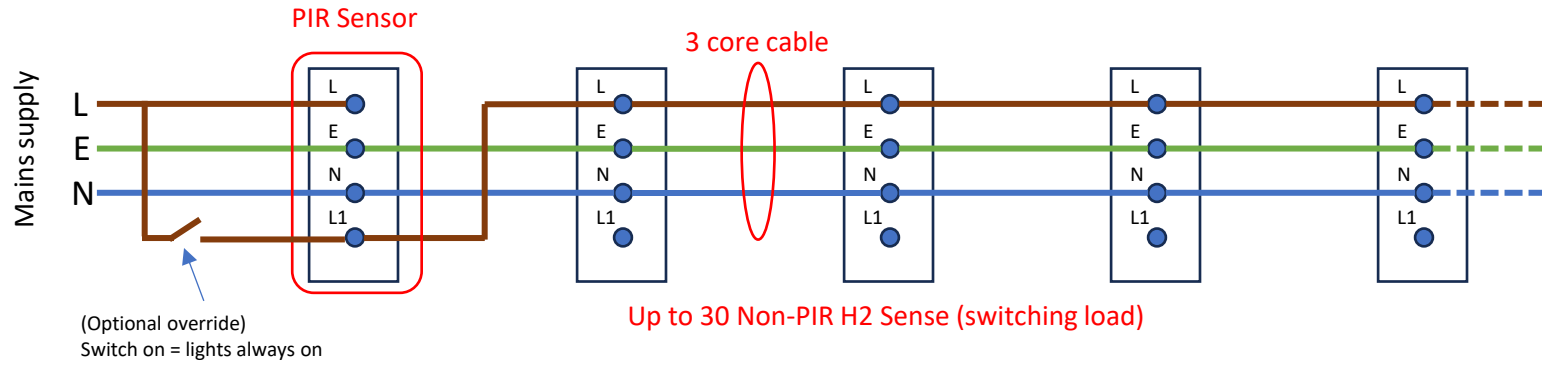 PIR Sensor
3 core cable
Mains supply
L
E
N
L
E
N
L1
L
E
N
L1
L
E
N
L1
L
E
N
L1
L
E
N
L1
Up to 30 Non-PIR H2 Sense (switching load)
(Optional override)
Switch on = lights always on